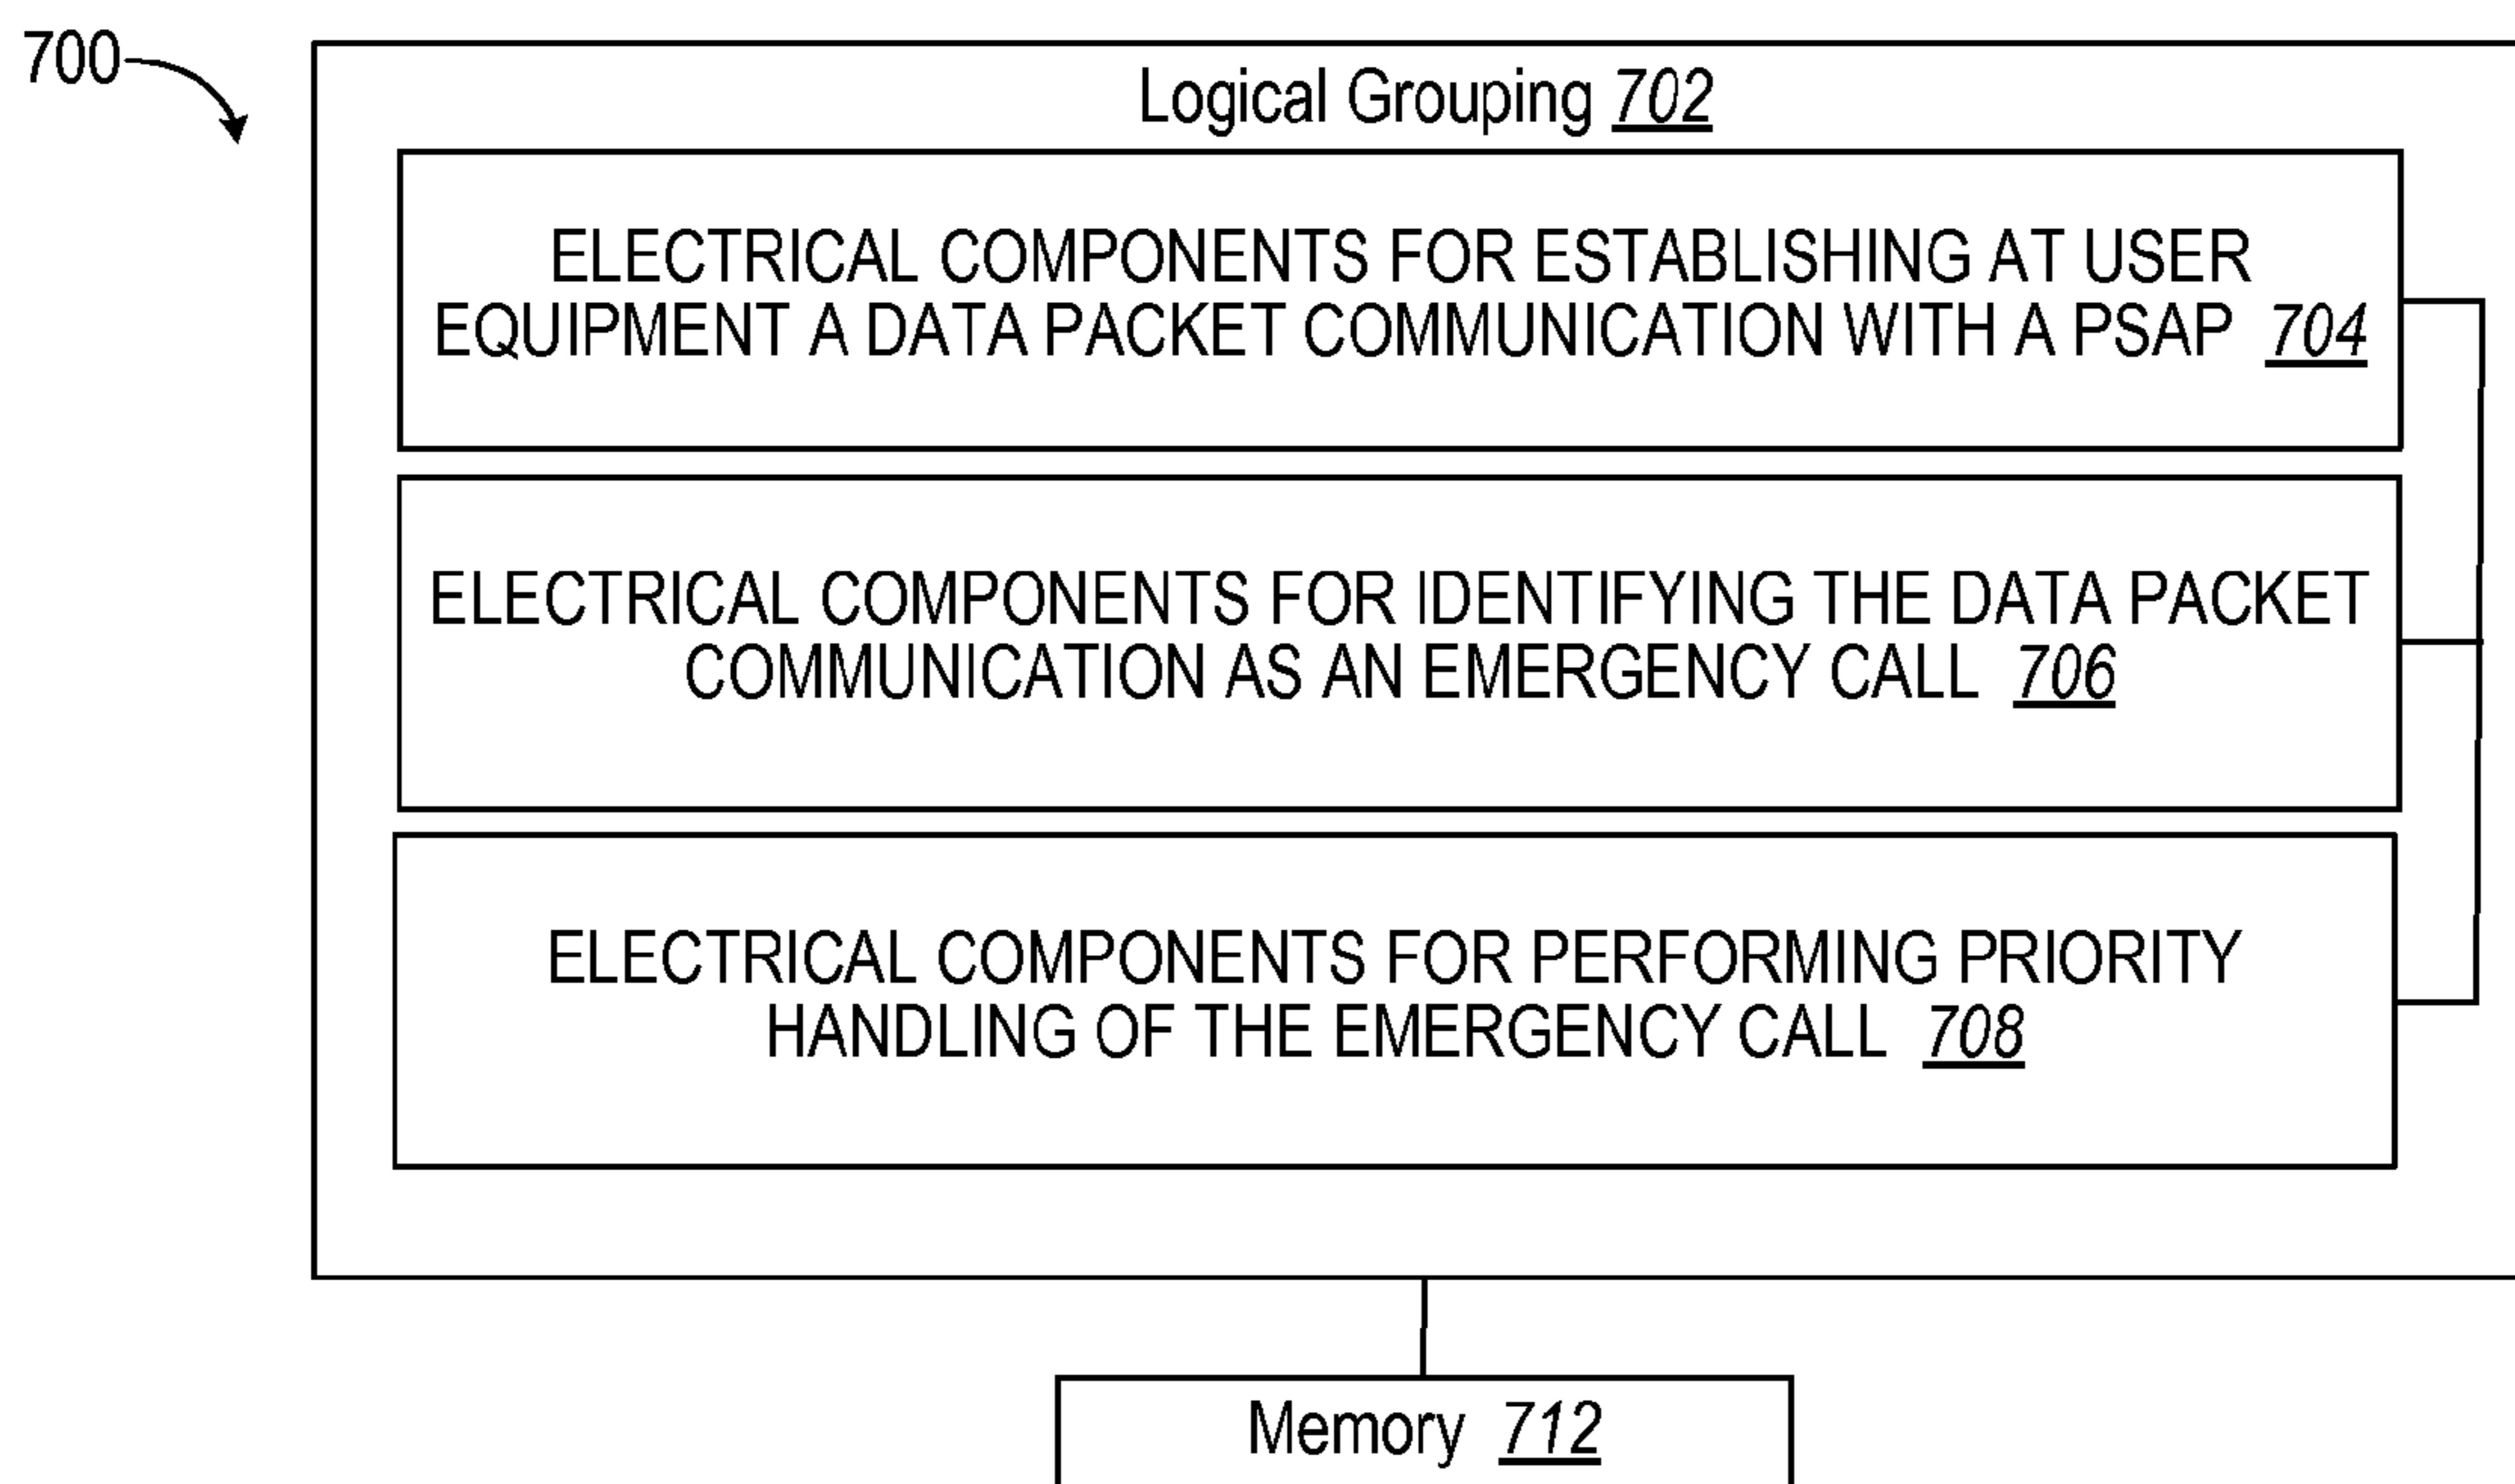 700
Logical Grouping 702
ELECTRICAL COMPONENTS FOR ESTABLISHING AT USER
EQUIPMENT A DATA PACKET COMMUNICATION WITH A PSAP 704
ELECTRICAL COMPONENTS FOR IDENTIFYING THE DATA PACKET
COMMUNICATION AS AN EMERGENCY CALL 706
ELECTRICAL COMPONENTS FOR PERFORMING PRIORITY
HANDLING OF THE EMERGENCY CALL 708
Memory 712